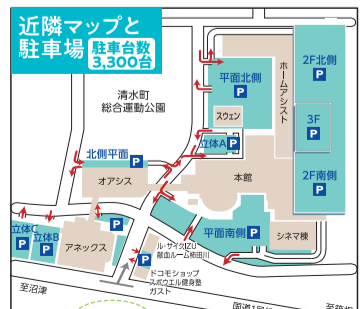 近隣マップと
駐車場
駐車台数
3,300台
清水町
総合運動公園
平面北側
P
スウェン
立体A P
ホームアシスト
2F北側
P
3F
P
2F南側
P
北側平面
P
オアシス
本館
立体C
P
立体B
P
アネックス
P
ル・サイタIZU
献血ルーム柿田川
平面南側
P
シネマ棟
P
ドコモショップ
スポウエル健身塾
ガスト
至沼津
国道1号